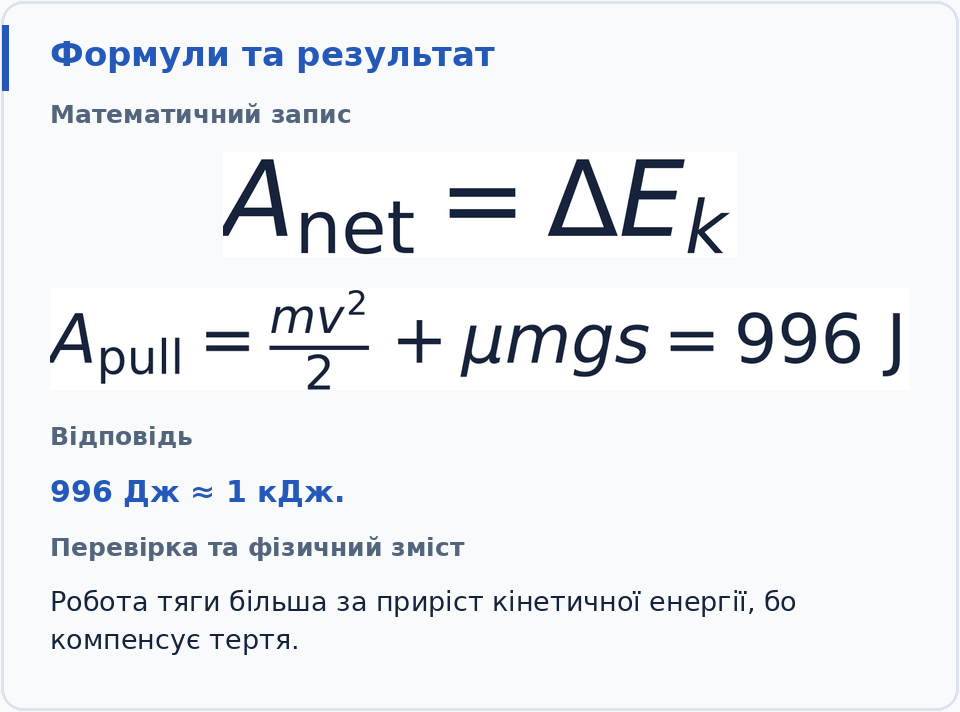 Формули та результат
Математичний запис
A_net = ΔE_k
A_pull = mv²/2 + μmgs = 996 J
Відповідь
996 Дж ≈ 1 кДж.
Перевірка та фізичний зміст
Робота тяги більша за приріст кінетичної енергії, бо
компенсує тертя.